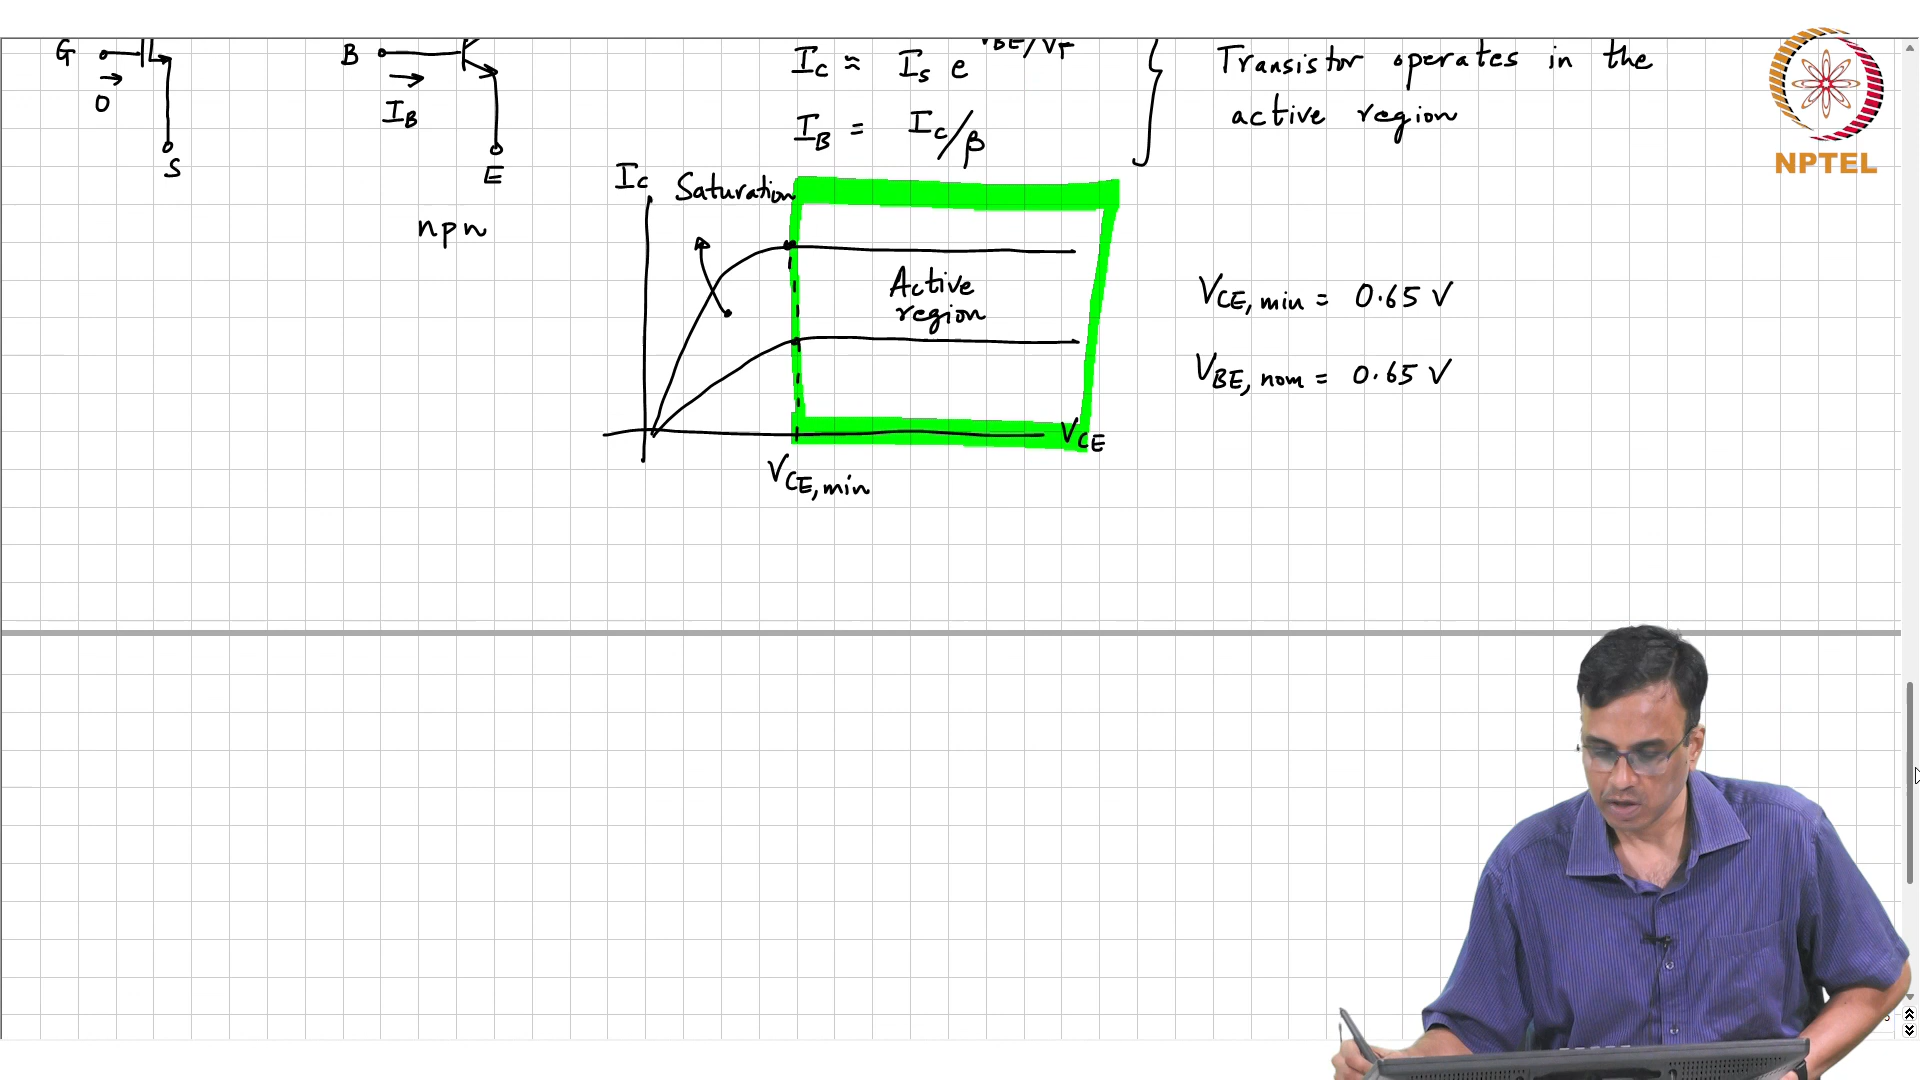 G
0
S
B
I_B
E
npn
I_C ≈ I_S e^{V_BE/V_T}
I_B = I_C/β
Transistor operates in the
active region
NPTEL
I_C
Saturation
Active
region
V_CE
V_CE,min
V_CE,min = 0.65 V
V_BE,nom = 0.65 V